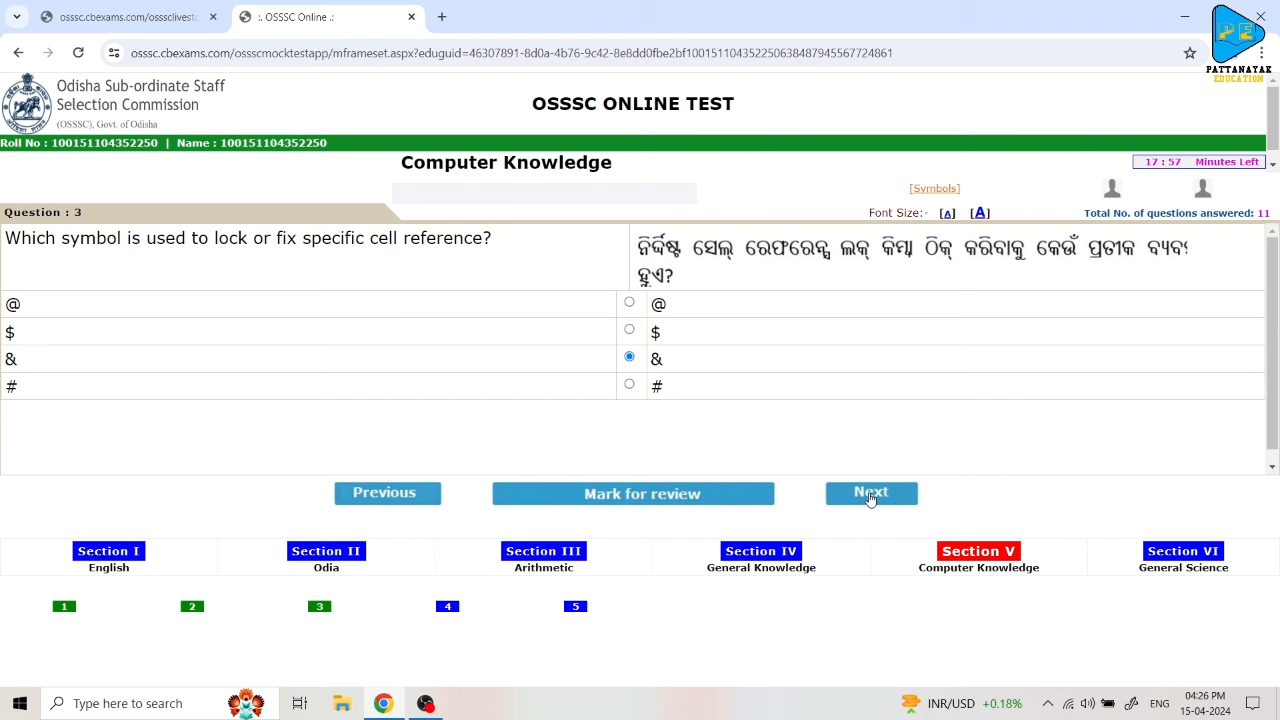 osssc.cbexams.com/ossclivest
:. OSSSC Online .:
osssc.cbexams.com/ossscmocktestapp/mframeset.aspx?eduguid=46307891-8d0a-4b76-9c42-8e8dd0fbe2bf100151104352250638487945567724861
PE
PATTANAYAK
EDUCATION
Odisha Sub-ordinate Staff
Selection Commission
(OSSSC), Govt. of Odisha
OSSSC ONLINE TEST
Roll No : 100151104352250 | Name : 100151104352250
Computer Knowledge
17 : 57 Minutes Left
[Symbols]
Question : 3
Font Size:- [A] [A]
Total No. of questions answered: 11
Which symbol is used to lock or fix specific cell reference?
ନିର୍ଦ୍ଦିଷ୍ଟ ସେଲ୍ ରେଫରେନ୍ସ ଲକ୍ କିମ୍ବା ଠିକ୍ କରିବାକୁ କେଉଁ ପ୍ରତୀକ
ହୁଏ?
@ @
$ $
& &
# #
Previous Mark for review Next
Section I Section II Section III Section IV Section V Section VI
English Odia Arithmetic General Knowledge Computer Knowledge General Science
1 2 3 4 5
Type here to search
INR/USD +0.18%
ENG
04:26 PM
15-04-2024